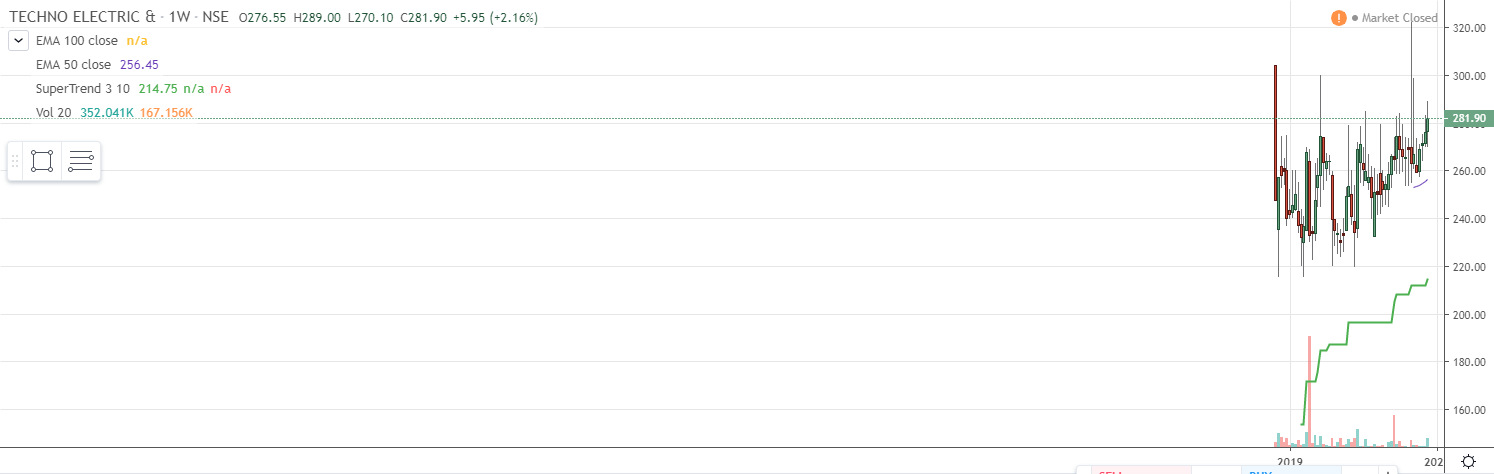 TECHNO ELECTRIC & · 1W · NSE O276.55 H289.00 L270.10 C281.90 +5.95 (+2.16%)
! Market Closed
EMA 100 close n/a
EMA 50 close 256.45
SuperTrend 3 10 214.75 n/a n/a
Vol 20 352.041K 167.156K
320.00
300.00
281.90
260.00
240.00
220.00
200.00
180.00
160.00
2019
202